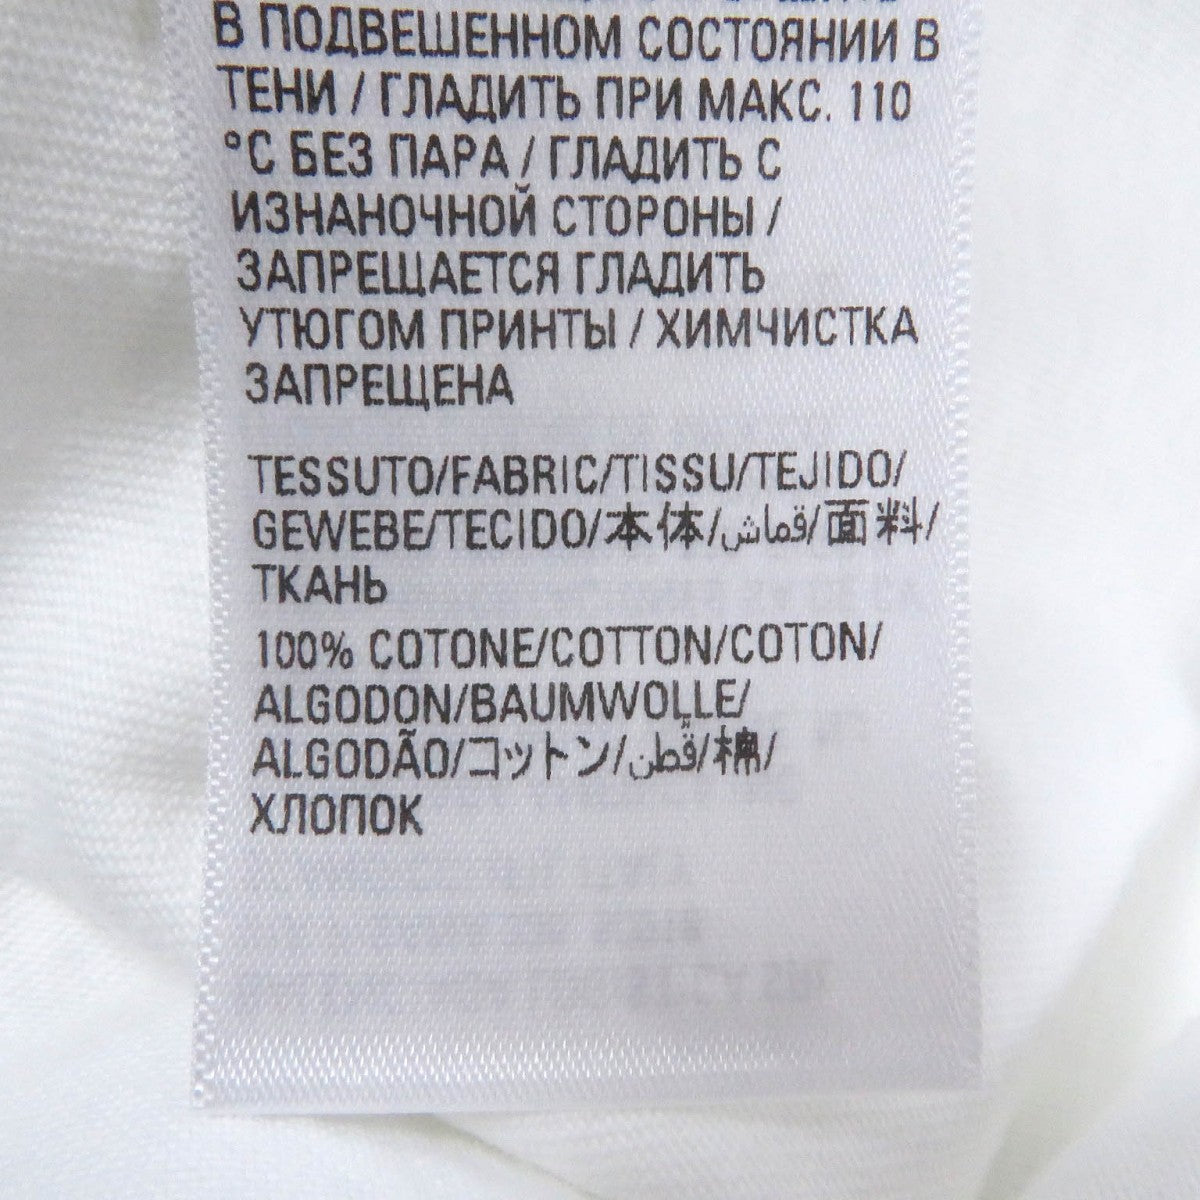 В ПОДВЕШЕННОМ СОСТОЯНИИ В
ТЕНИ / ГЛАДИТЬ ПРИ МАКС. 110
°С БЕЗ ПАРА / ГЛАДИТЬ С
ИЗНАНОЧНОЙ СТОРОНЫ /
ЗАПРЕЩАЕТСЯ ГЛАДИТЬ
УТЮГОМ ПРИНТЫ / ХИМЧИСТКА
ЗАПРЕЩЕНА
TESSUTO/FABRIC/TISSU/TEJIDO/
GEWEBE/TECIDO/本体/قماش/面料/
ТКАНЬ
100% COTONE/COTTON/COTON/
ALGODON/BAUMWOLLE/
ALGODÃO/コットン/قطن/棉/
ХЛОПОК